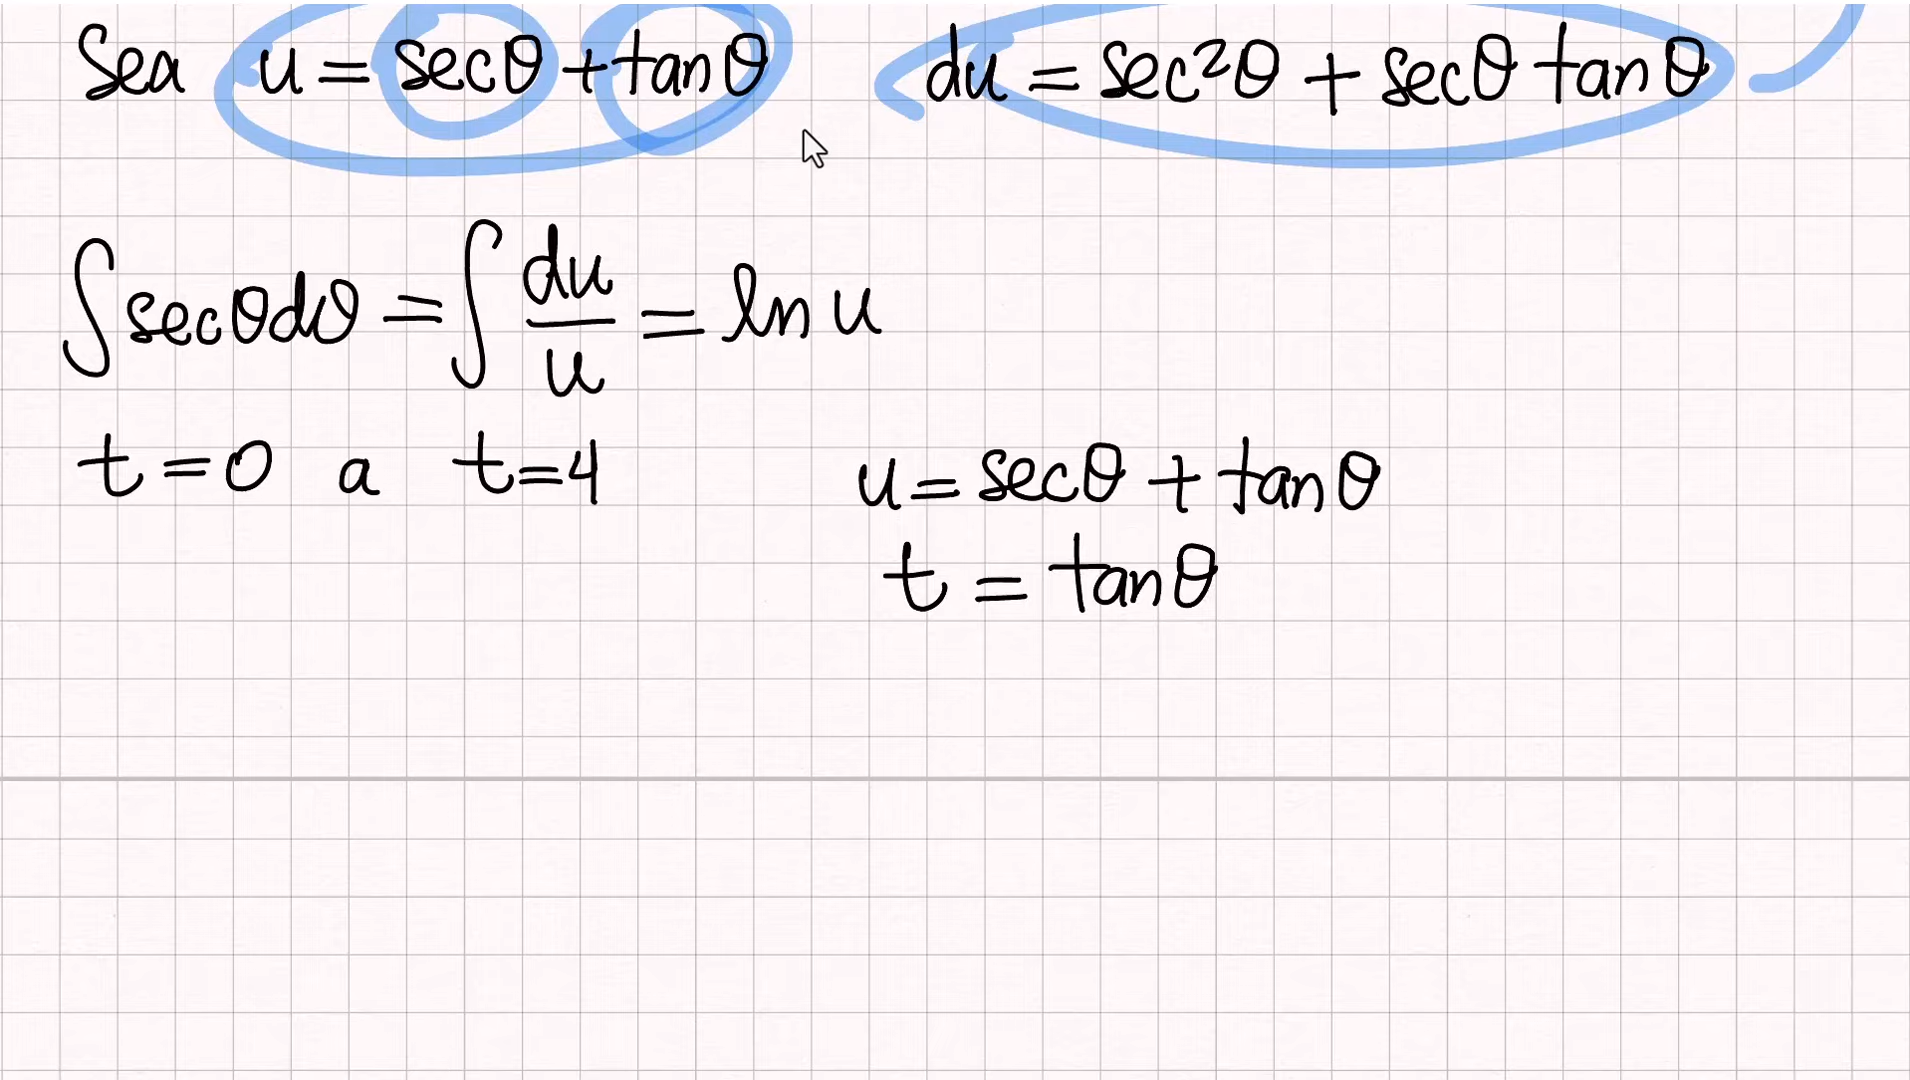 Sea u = secθ + tanθ du = sec²θ + secθ tanθ
∫ secθdθ = ∫ du/u = ln u
t = 0 a t = 4
u = secθ + tanθ
t = tanθ